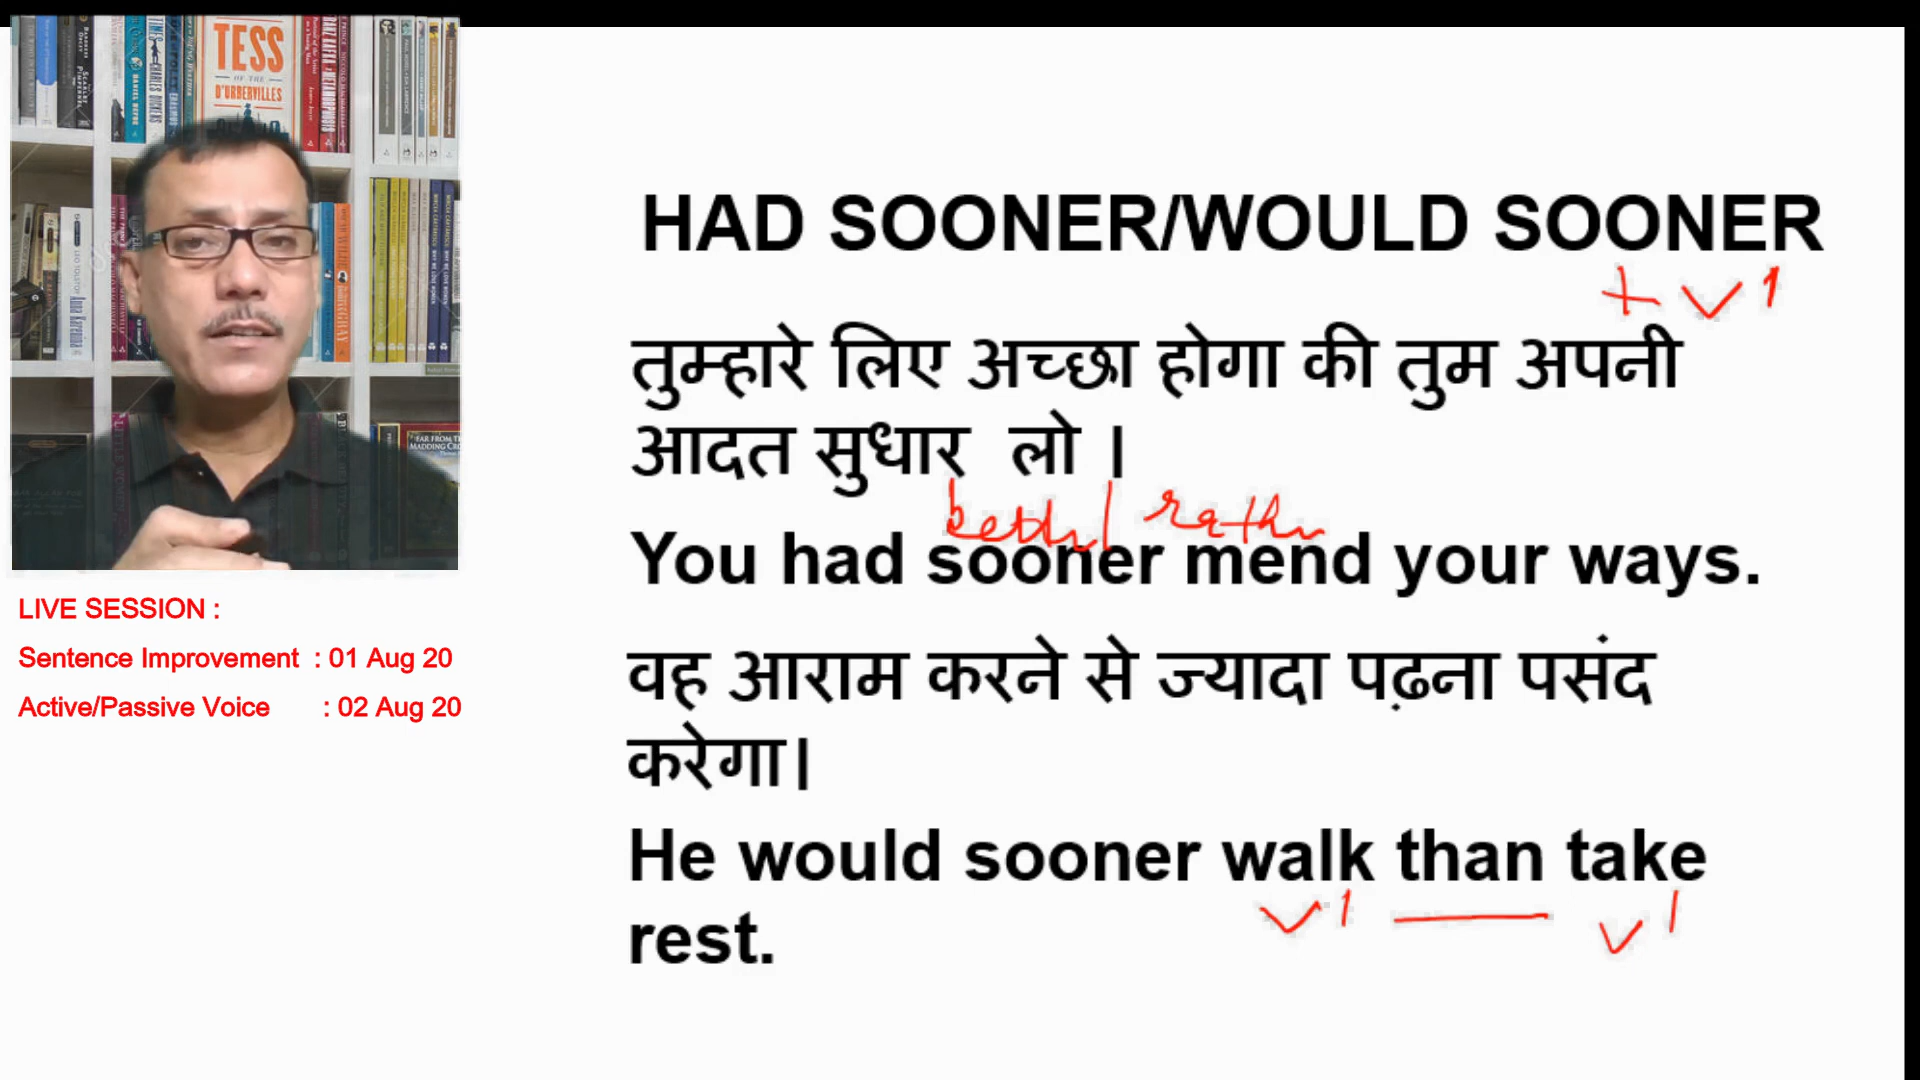 TESS
OF THE
D'URBERVILLES
HAD SOONER/WOULD SOONER
+ V1
तुम्हारे लिए अच्छा होगा की तुम अपनी
आदत सुधार लो |
You had sooner mend your ways.
वह आराम करने से ज्यादा पढ़ना पसंद
करेगा|
He would sooner walk than take
V1 V1
rest.
LIVE SESSION :
Sentence Improvement : 01 Aug 20
Active/Passive Voice : 02 Aug 20